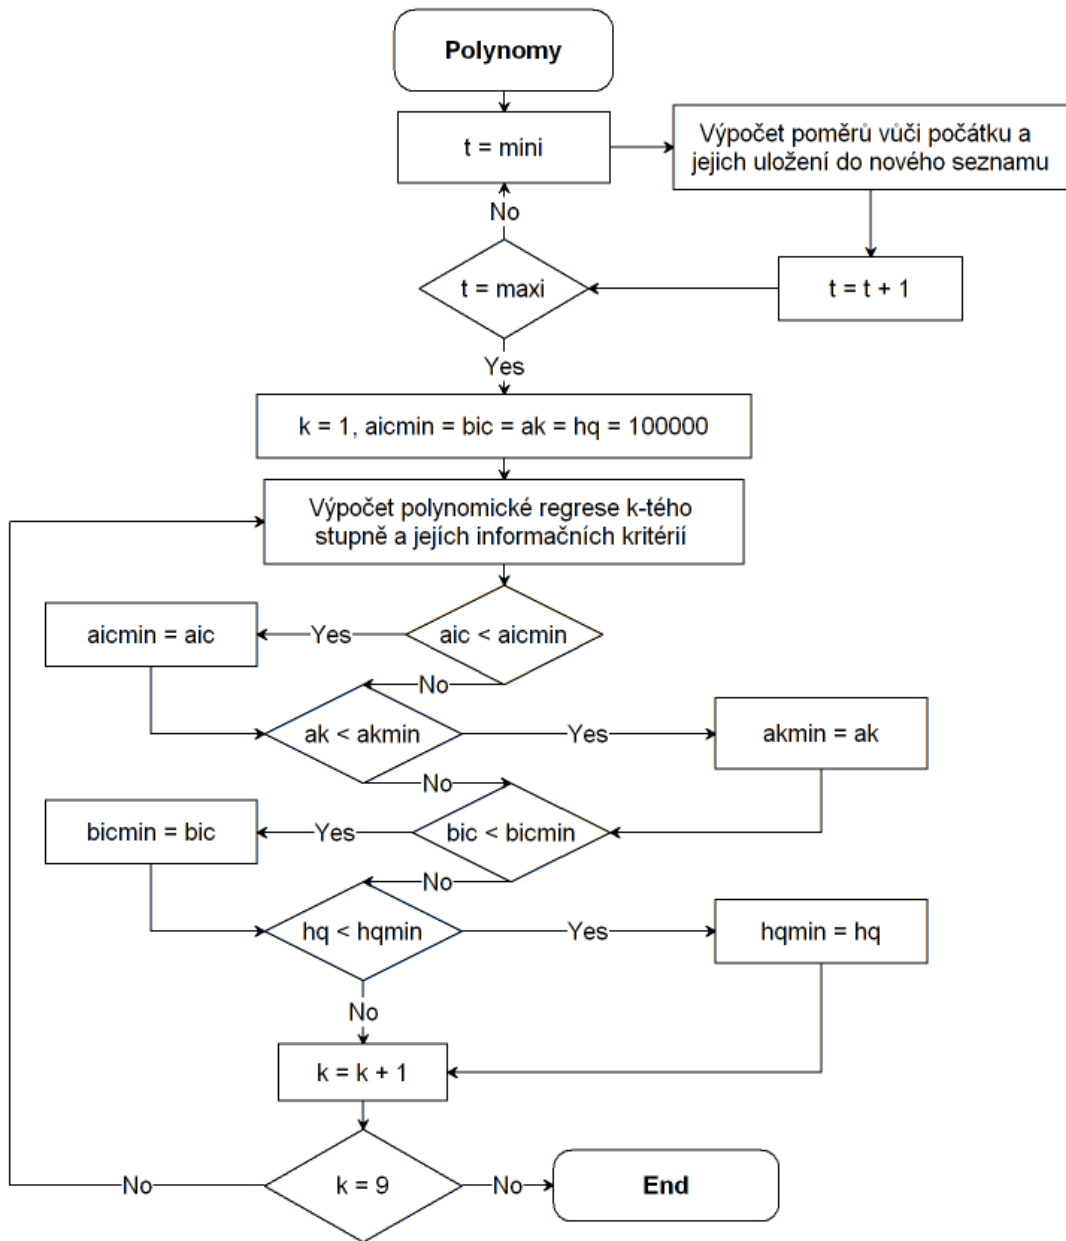 Polynomy
t = mini
Výpočet poměrů vůči počátku a
jejich uložení do nového seznamu
No
t = maxi
t = t + 1
Yes
k = 1, aicmin = bic = ak = hq = 100000
Výpočet polynomické regrese k-tého
stupně a jejích informačních kritérií
aicmin = aic
Yes
aic < aicmin
No
ak < akmin
Yes
akmin = ak
No
bicmin = bic
Yes
bic < bicmin
No
hq < hqmin
Yes
hqmin = hq
No
k = k + 1
No
k = 9
No
End